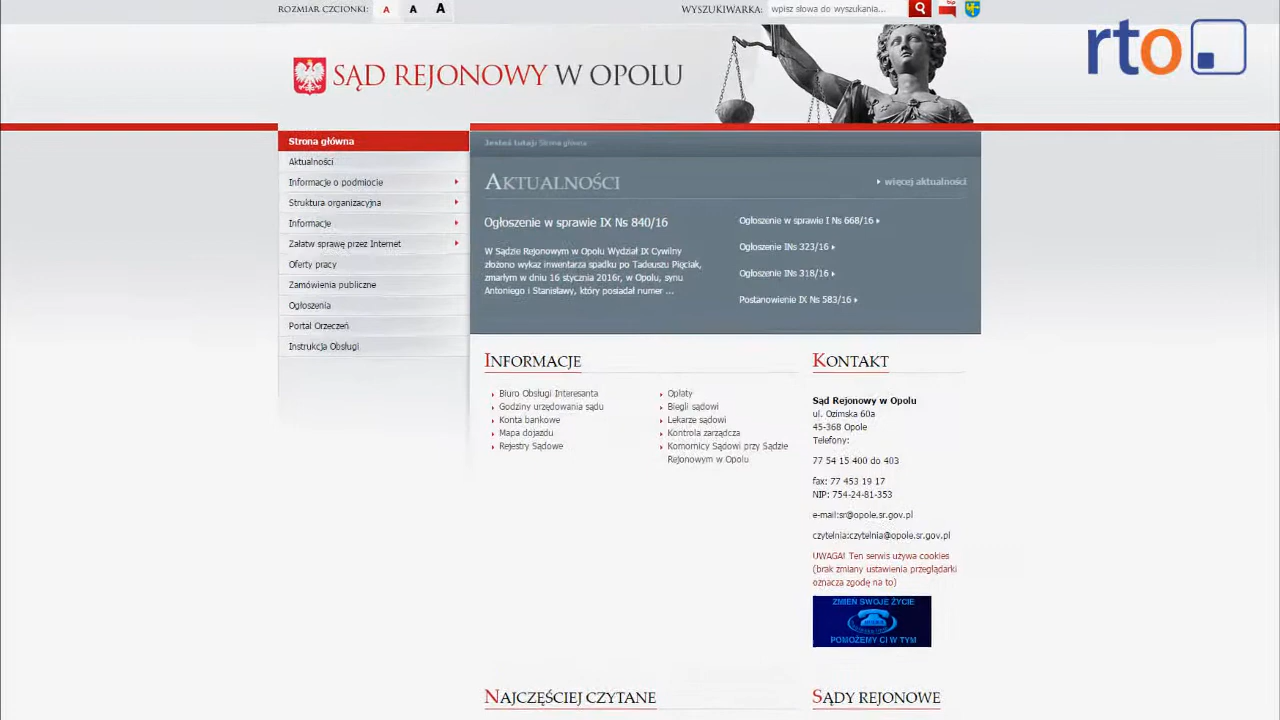 ROZMIAR CZCIONKI: A A A
WYSZUKIWARKA: wpisz słowa do wyszukania...
bip
rto
SĄD REJONOWY W OPOLU
Strona główna
Aktualności
Informacje o podmiocie
Struktura organizacyjna
Informacje
Załatw sprawę przez Internet
Oferty pracy
Zamówienia publiczne
Ogłoszenia
Portal Orzeczeń
Instrukcja Obsługi
Jesteś tutaj: Strona główna
AKTUALNOŚCI
więcej aktualności
Ogłoszenie w sprawie IX Ns 840/16
W Sądzie Rejonowym w Opolu Wydział IX Cywilny
złożono wykaz inwentarza spadku po Tadeuszu Pięciak,
zmarłym w dniu 16 stycznia 2016r, w Opolu, synu
Antoniego i Stanisławy, który posiadał numer ...
Ogłoszenie w sprawie I Ns 668/16
Ogłoszenie INs 323/16
Ogłoszenie INs 318/16
Postanowienie IX Ns 583/16
INFORMACJE
Biuro Obsługi Interesanta
Godziny urzędowania sądu
Konta bankowe
Mapa dojazdu
Rejestry Sądowe
Opłaty
Biegli sądowi
Lekarze sądowi
Kontrola zarządcza
Komornicy Sądowi przy Sądzie
Rejonowym w Opolu
KONTAKT
Sąd Rejonowy w Opolu
ul. Ozimska 60a
45-368 Opole
Telefony:
77 54 15 400 do 403
fax: 77 453 19 17
NIP: 754-24-81-353
e-mail:sr@opole.sr.gov.pl
czytelnia:czytelnia@opole.sr.gov.pl
UWAGA! Ten serwis używa cookies
(brak zmiany ustawienia przeglądarki
oznacza zgodę na to)
ZMIEŃ SWOJE ŻYCIE
POMOŻEMY CI W TYM
NAJCZĘŚCIEJ CZYTANE
SĄDY REJONOWE